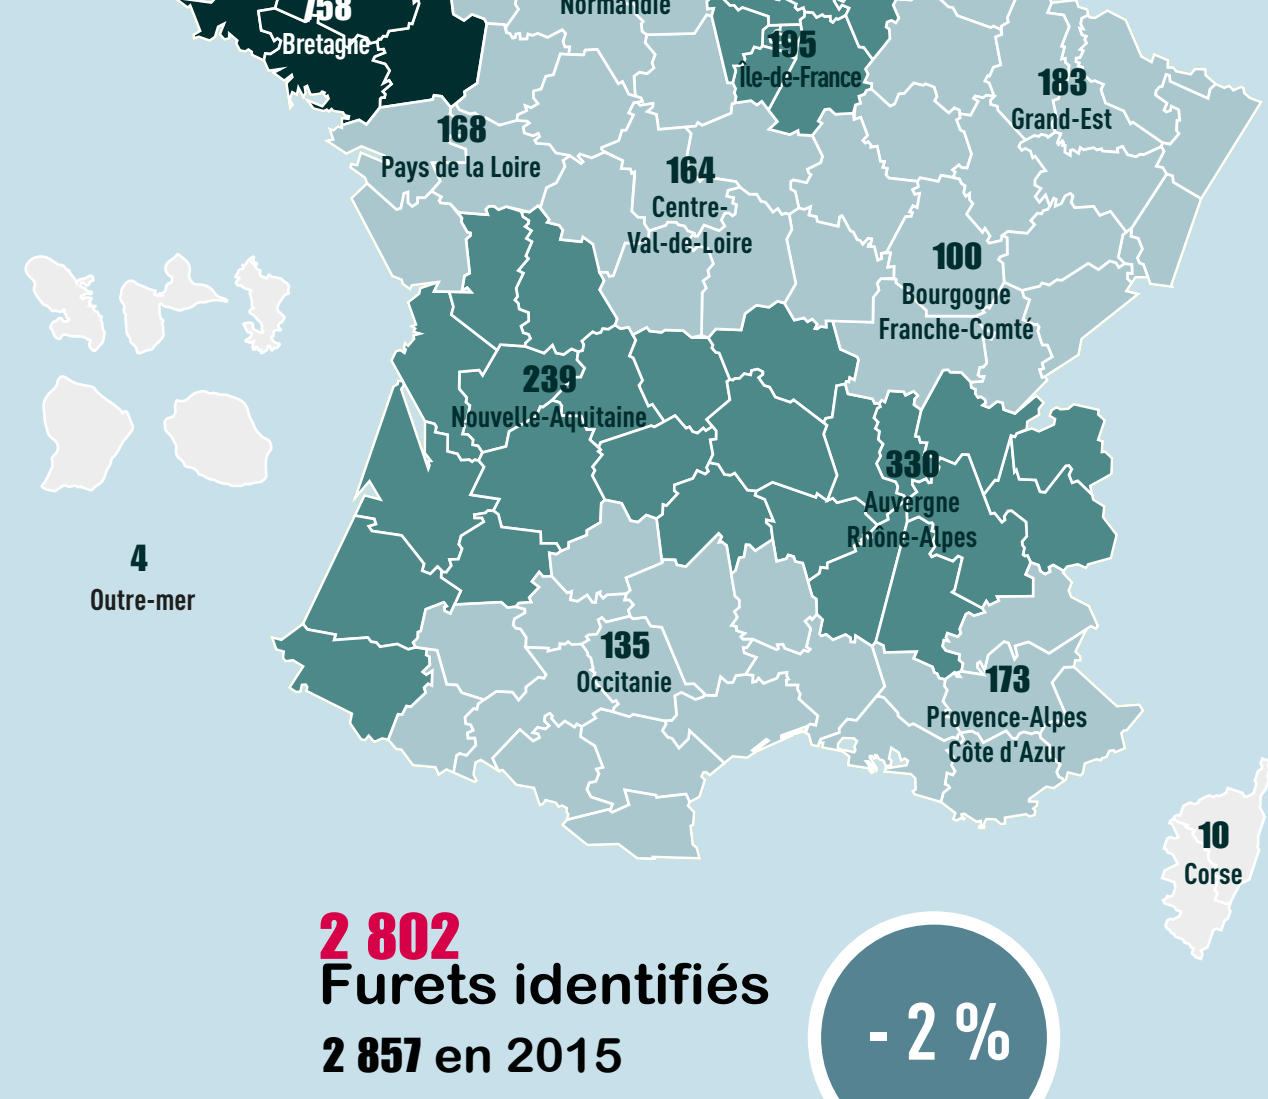 Normandie
758
Bretagne
195
Île-de-France
183
Grand-Est
168
Pays de la Loire
164
Centre-
Val-de-Loire
100
Bourgogne
Franche-Comté
239
Nouvelle-Aquitaine
330
Auvergne
Rhône-Alpes
4
Outre-mer
135
Occitanie
173
Provence-Alpes
Côte d'Azur
10
Corse
2 802
Furets identifiés
2 857 en 2015
- 2 %